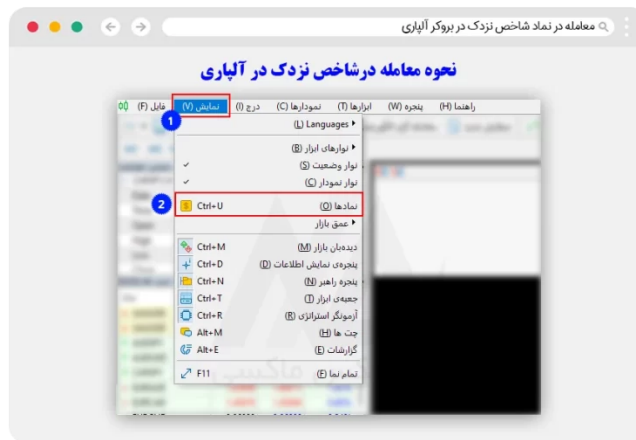 معامله در نماد شاخص نزدک در بروکر آلپاری
نحوه معامله درشاخص نزدک در آلپاری
فایل (F) نمایش (V) درج (I) نمودارها (C) ابزارها (T) پنجره (W) راهنما (H)
1
Languages (L)
نوارهای ابزار (B)
نوار وضعیت (S)
نوار نمودار (C)
2
نمادها (O) Ctrl+U
عمق بازار
دیده‌بان بازار (M) Ctrl+M
پنجره‌ی نمایش اطلاعات (D) Ctrl+D
پنجره راهبر (N) Ctrl+N
جعبه‌ی ابزار (T) Ctrl+T
آزمونگر استراتژی (R) Ctrl+R
چت ها (H) Alt+M
گزارشات (E) Alt+E
تمام نما (F) F11